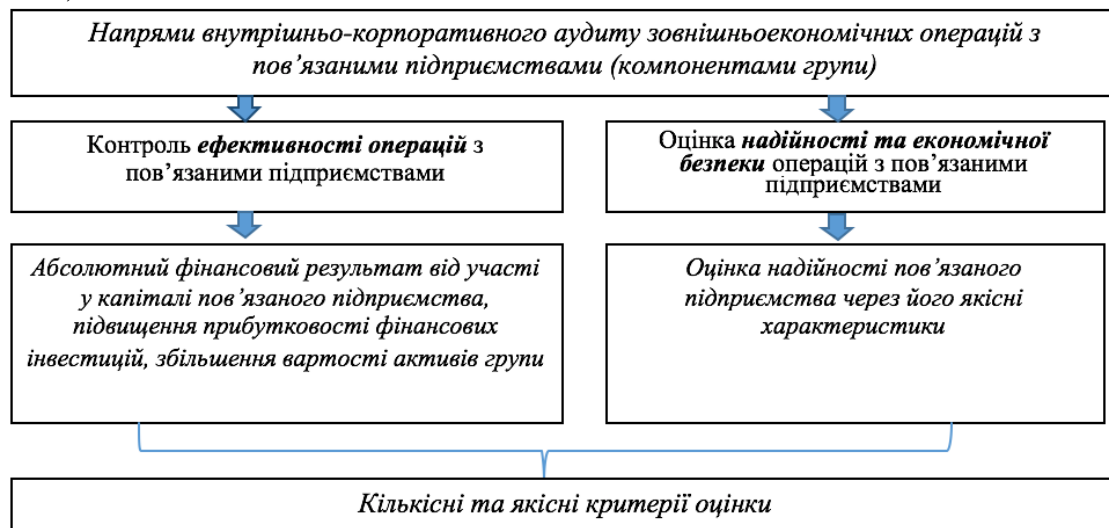 Напрями внутрішньо-корпоративного аудиту зовнішньоекономічних операцій з
пов’язаними підприємствами (компонентами групи)
Контроль ефективності операцій з
пов’язаними підприємствами
Оцінка надійності та економічної
безпеки операцій з пов’язаними
підприємствами
Абсолютний фінансовий результат від участі
у капіталі пов’язаного підприємства,
підвищення прибутковості фінансових
інвестицій, збільшення вартості активів групи
Оцінка надійності пов’язаного
підприємства через його якісні
характеристики
Кількісні та якісні критерії оцінки